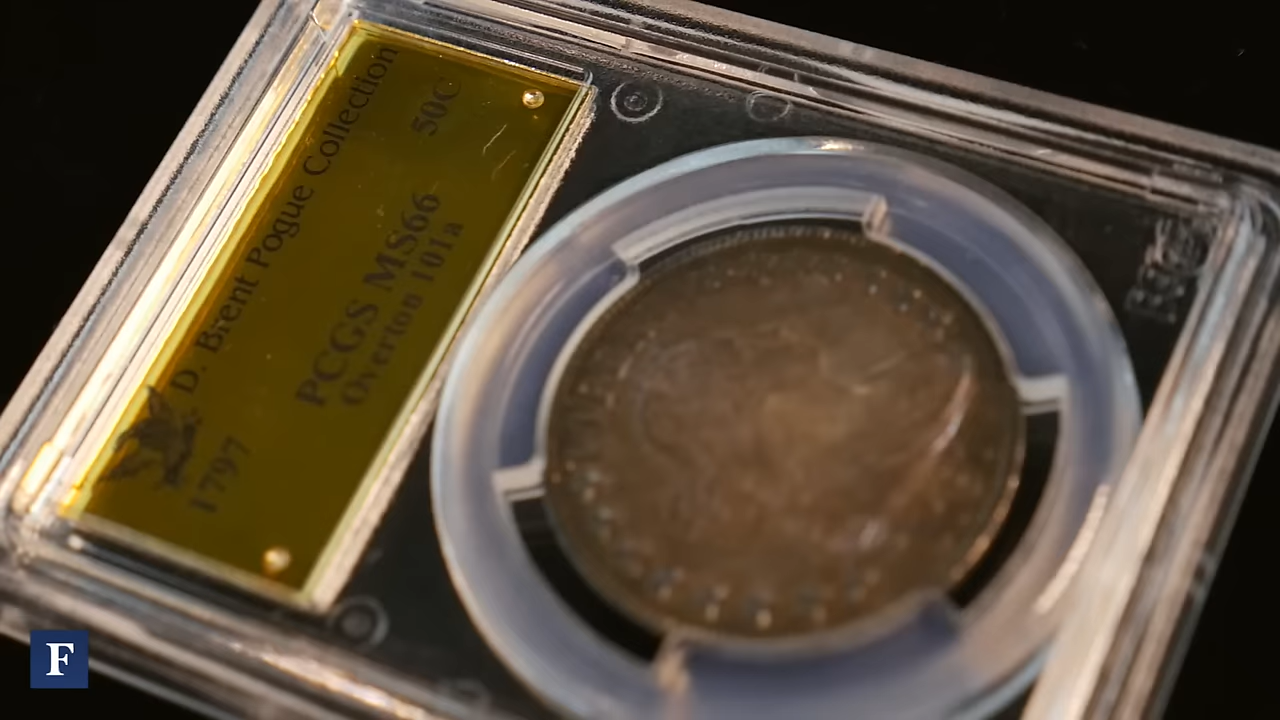 D. Brent Pogue Collection
1797 50C
PCGS MS66
Overton 101a
F